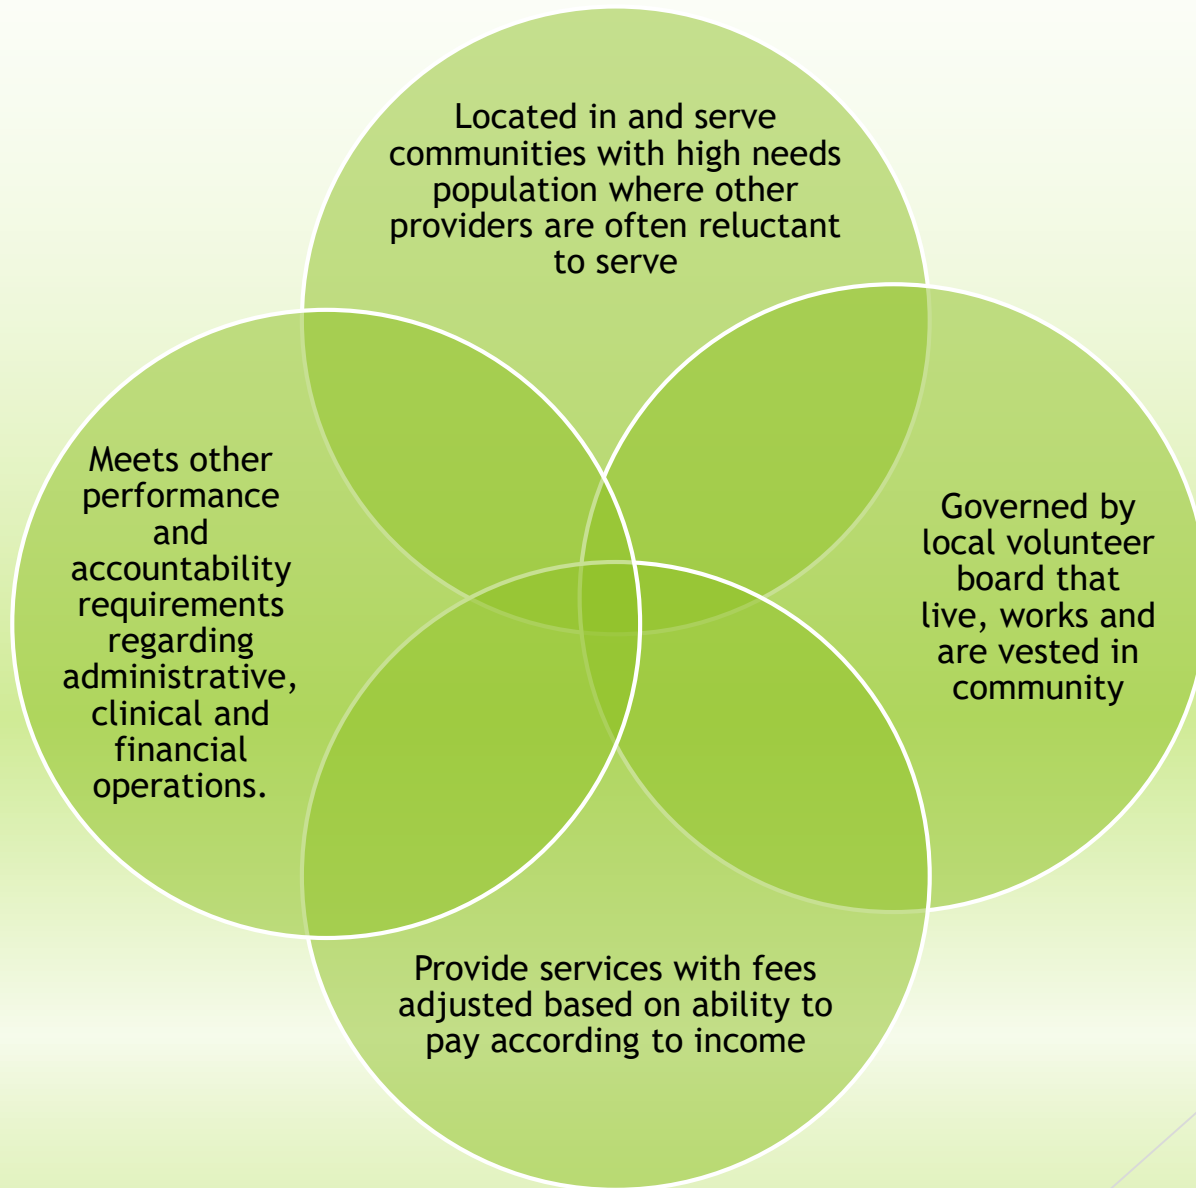 Located in and serve
communities with high needs
population where other
providers are often reluctant
to serve
Meets other
performance
and
accountability
requirements
regarding
administrative,
clinical and
financial
operations.
Governed by
local volunteer
board that
live, works and
are vested in
community
Provide services with fees
adjusted based on ability to
pay according to income